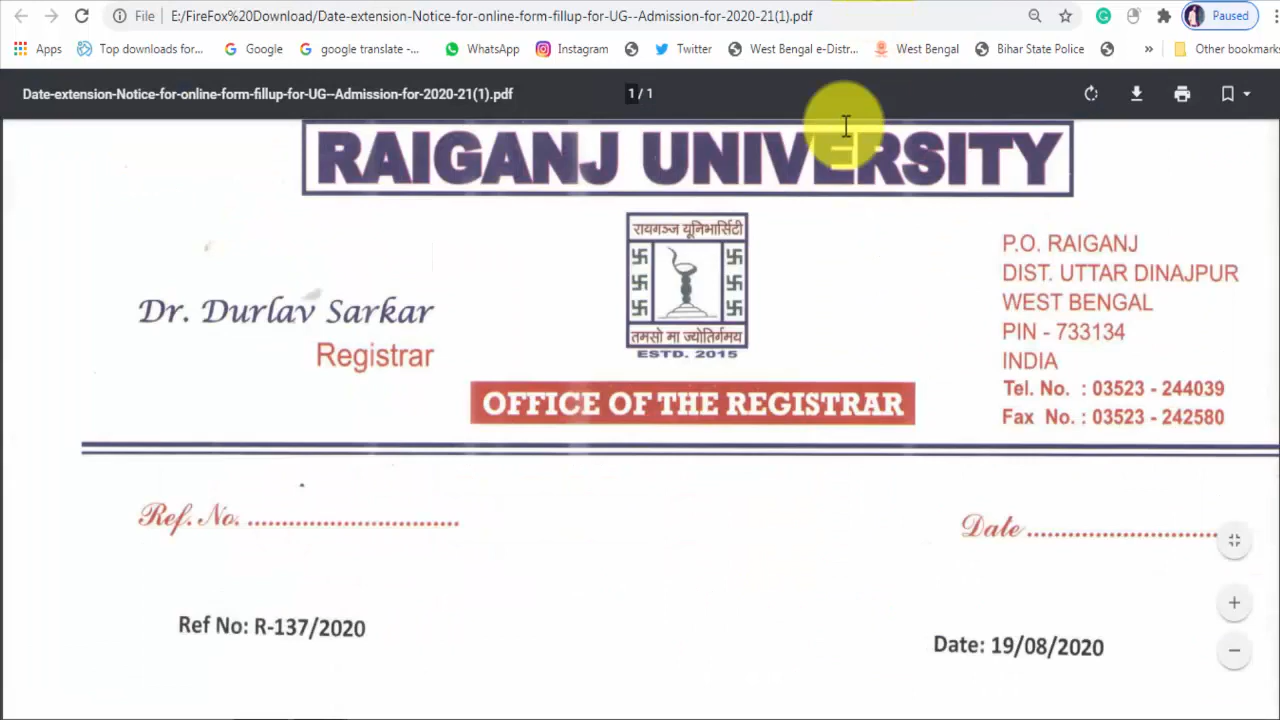 File E:/FireFox%20Download/Date-extension-Notice-for-online-form-fillup-for-UG--Admission-for-2020-21(1).pdf Paused
Apps Top downloads for... Google google translate -... WhatsApp Instagram Twitter West Bengal e-Distr... West Bengal Bihar State Police » Other bookmark
Date-extension-Notice-for-online-form-fillup-for-UG--Admission-for-2020-21(1).pdf 1 / 1
RAIGANJ UNIVERSITY
रायगञ्ज यूनिभार्सिटी
तमसो मा ज्योतिर्गमय
ESTD. 2015
Dr. Durlav Sarkar
Registrar
P.O. RAIGANJ
DIST. UTTAR DINAJPUR
WEST BENGAL
PIN - 733134
INDIA
Tel. No. : 03523 - 244039
Fax No. : 03523 - 242580
OFFICE OF THE REGISTRAR
Ref. No. ...............................
Date ............................
Ref No: R-137/2020
Date: 19/08/2020